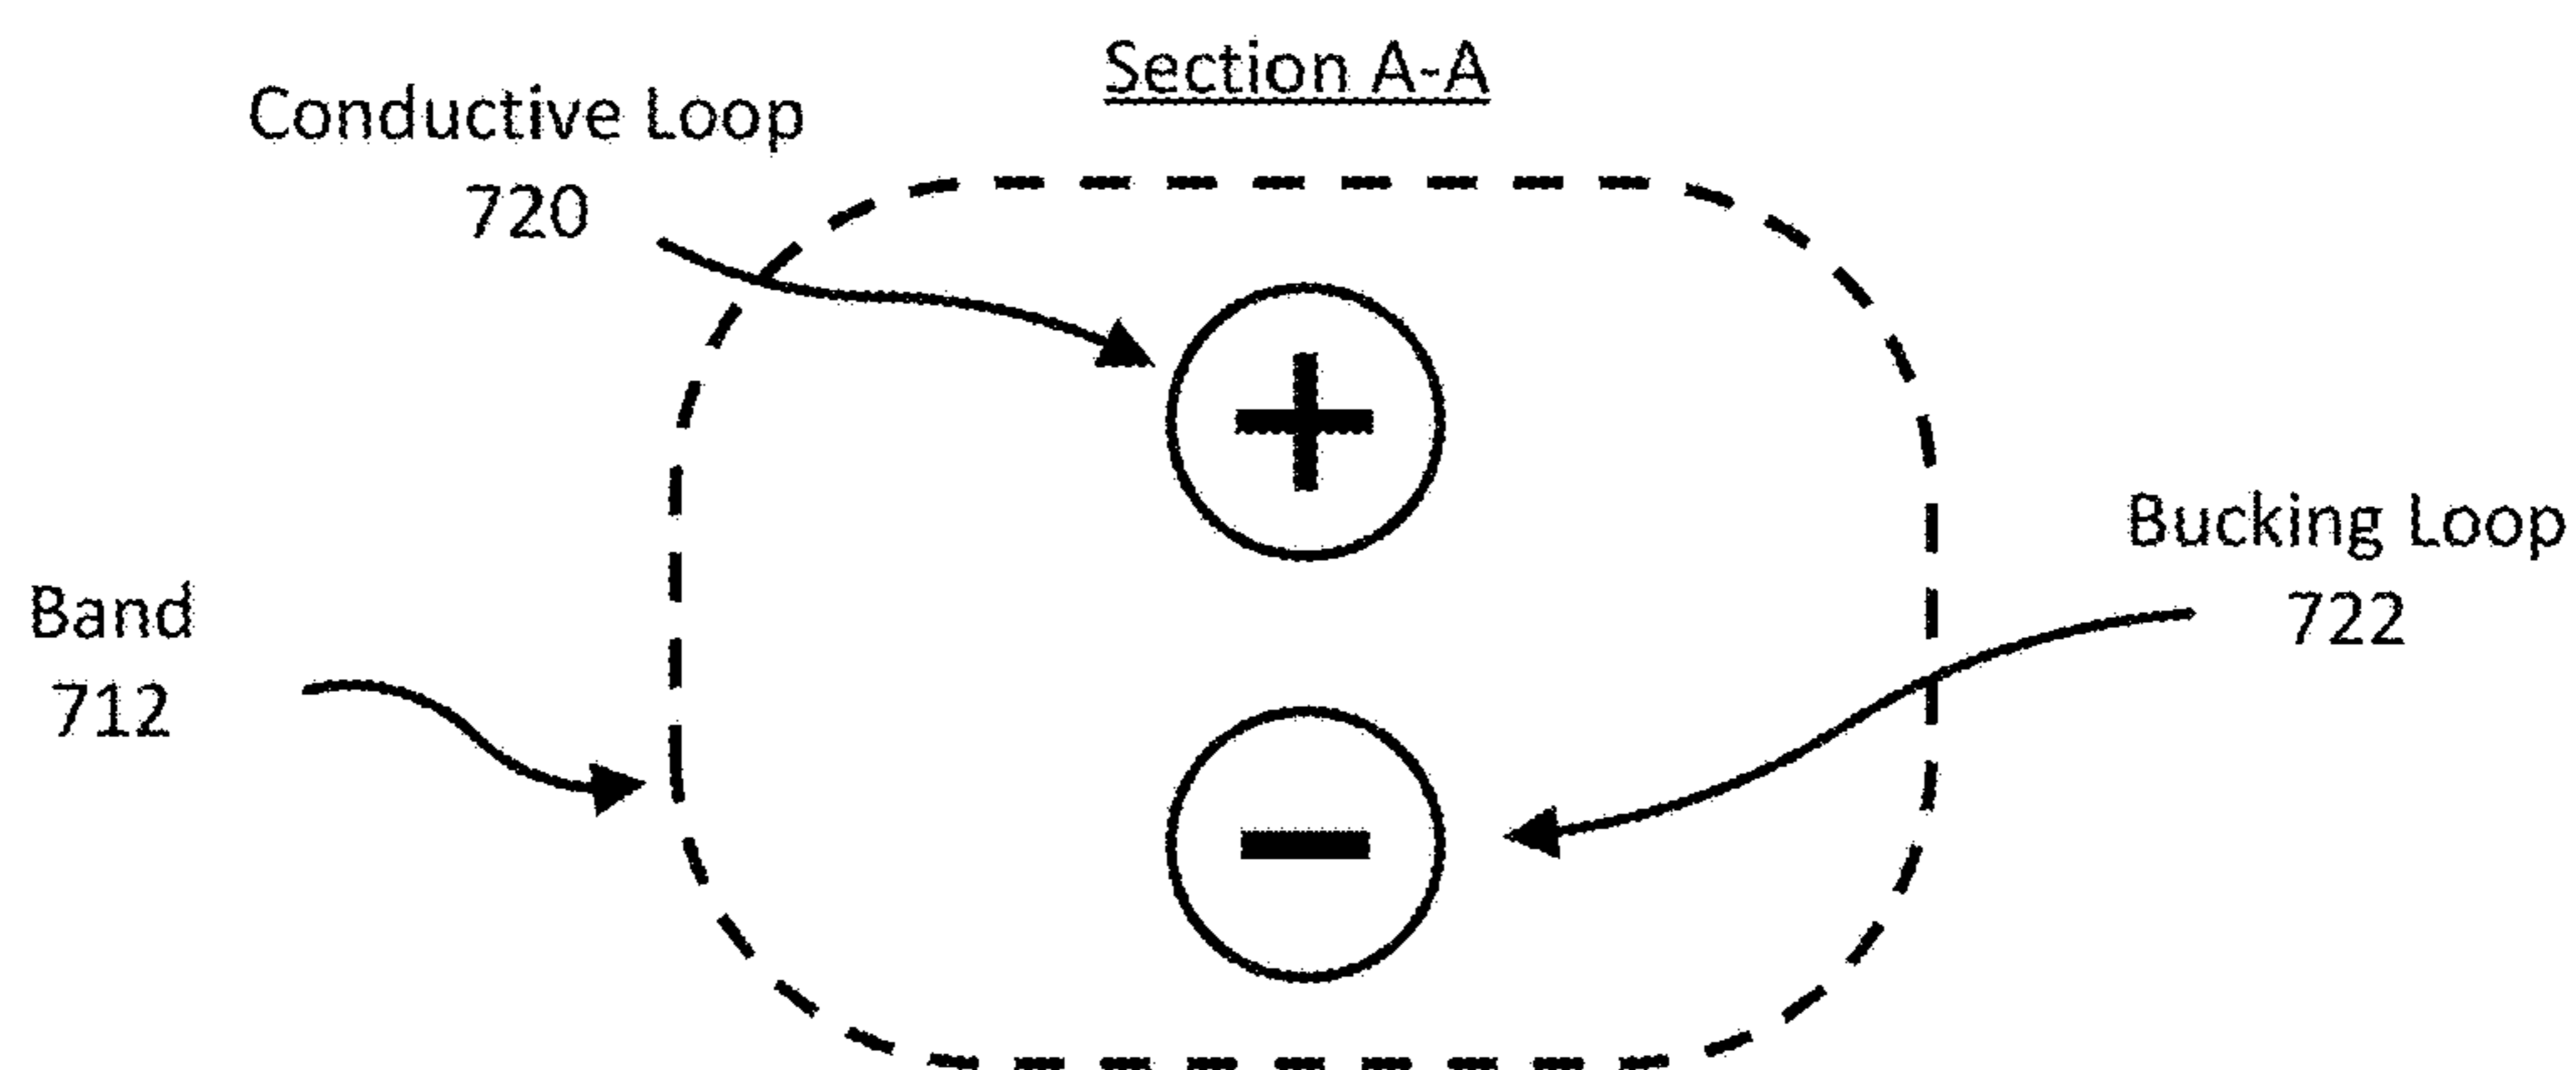 Section A-A
Conductive Loop
720
+
Bucking Loop
722
Band
712
−